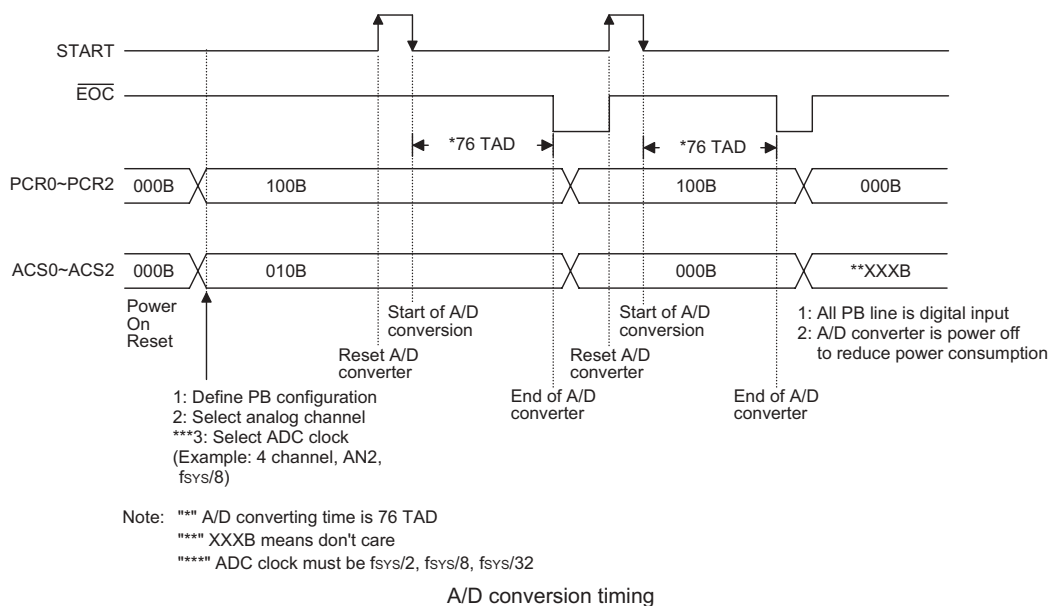 START
EOC
*76 TAD
*76 TAD
PCR0~PCR2
000B
100B
100B
000B
ACS0~ACS2
000B
010B
000B
**XXXB
Power
On
Reset
Start of A/D
conversion
Start of A/D
conversion
1: All PB line is digital input
2: A/D converter is power off
to reduce power consumption
Reset A/D
converter
Reset A/D
converter
End of A/D
converter
End of A/D
converter
1: Define PB configuration
2: Select analog channel
***3: Select ADC clock
(Example: 4 channel, AN2,
fSYS/8)
Note: "*" A/D converting time is 76 TAD
"**" XXXB means don't care
"***" ADC clock must be fSYS/2, fSYS/8, fSYS/32
A/D conversion timing